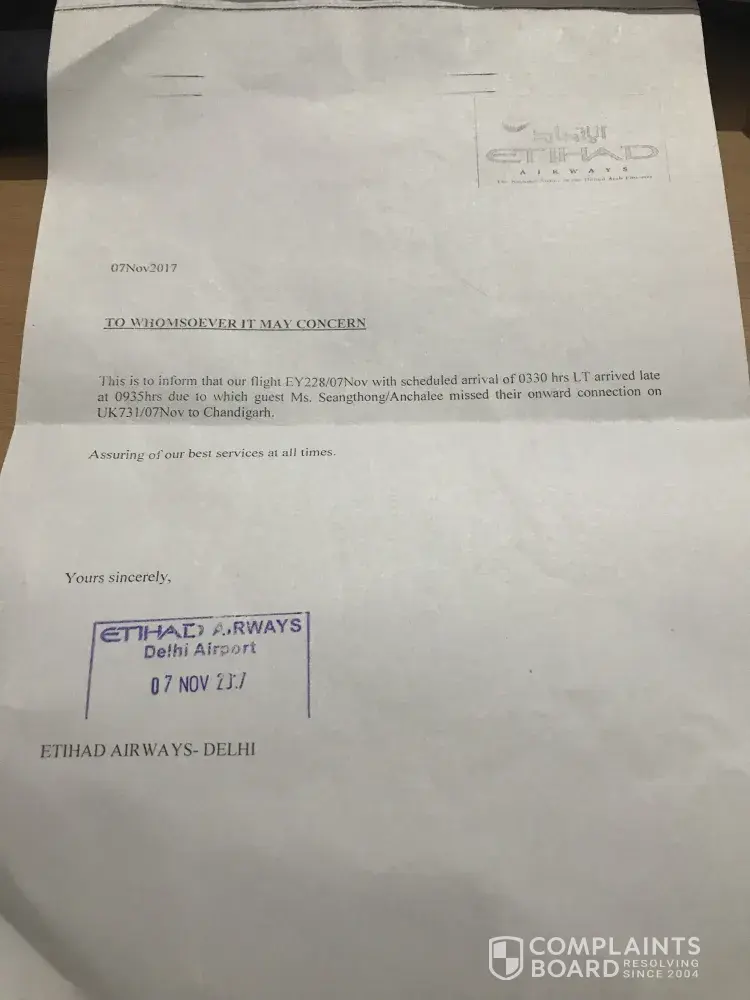 الإتحاد
ETIHAD
AIRWAYS
07Nov2017
TO WHOMSOEVER IT MAY CONCERN
This is to inform that our flight EY228/07Nov with scheduled arrival of 0330 hrs LT arrived late
at 0935hrs due to which guest Ms. Seangthong/Anchalee missed their onward connection on
UK731/07Nov to Chandigarh.
Assuring of our best services at all times.
Yours sincerely,
ETIHAD AIRWAYS
Delhi Airport
07 NOV
ETIHAD AIRWAYS- DELHI
COMPLAINTS
BOARD RESOLVING
SINCE 2004